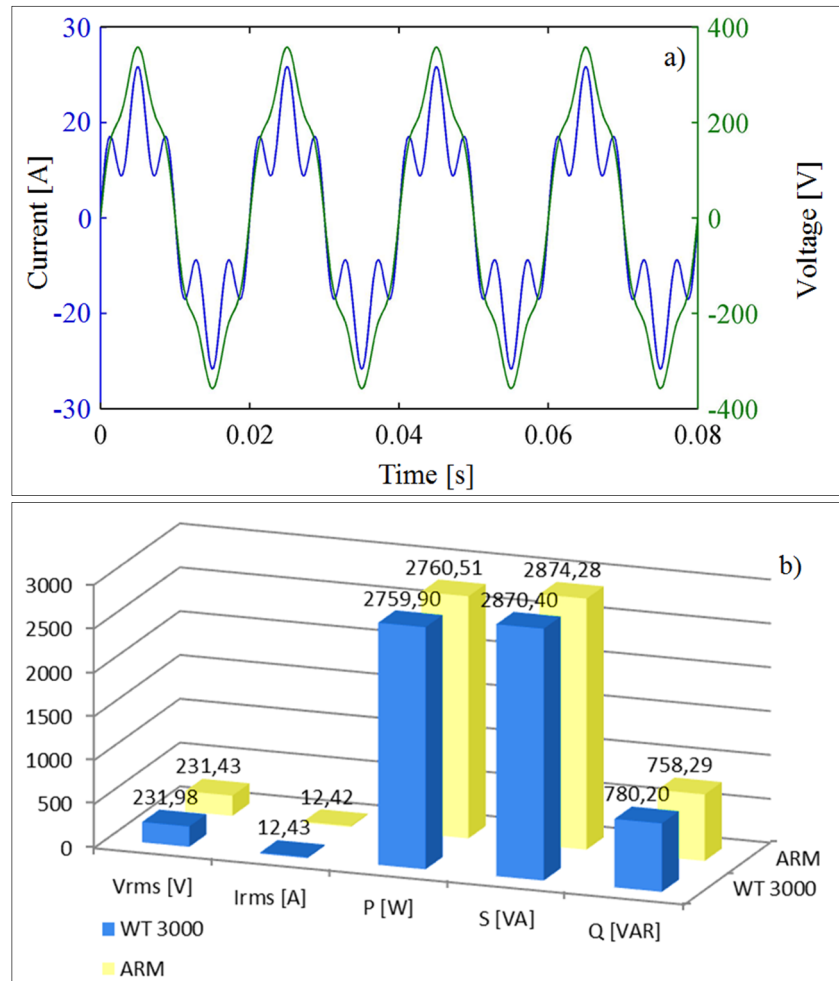 a)
30
20
10
0
-20
-20
-30
400
200
0
-200
-400
Current [A]
Voltage [V]
0 0.02 0.04 0.06 0.08
Time [s]
b)
3000
2500
2000
1500
1000
500
0
2760,51 2874,28
2759,90 2870,40
231,43 12,42 758,29
231,98 12,43 780,20
Vrms [V] Irms [A] P [W] S [VA] Q [VAR]
ARM
WT 3000
WT 3000
ARM